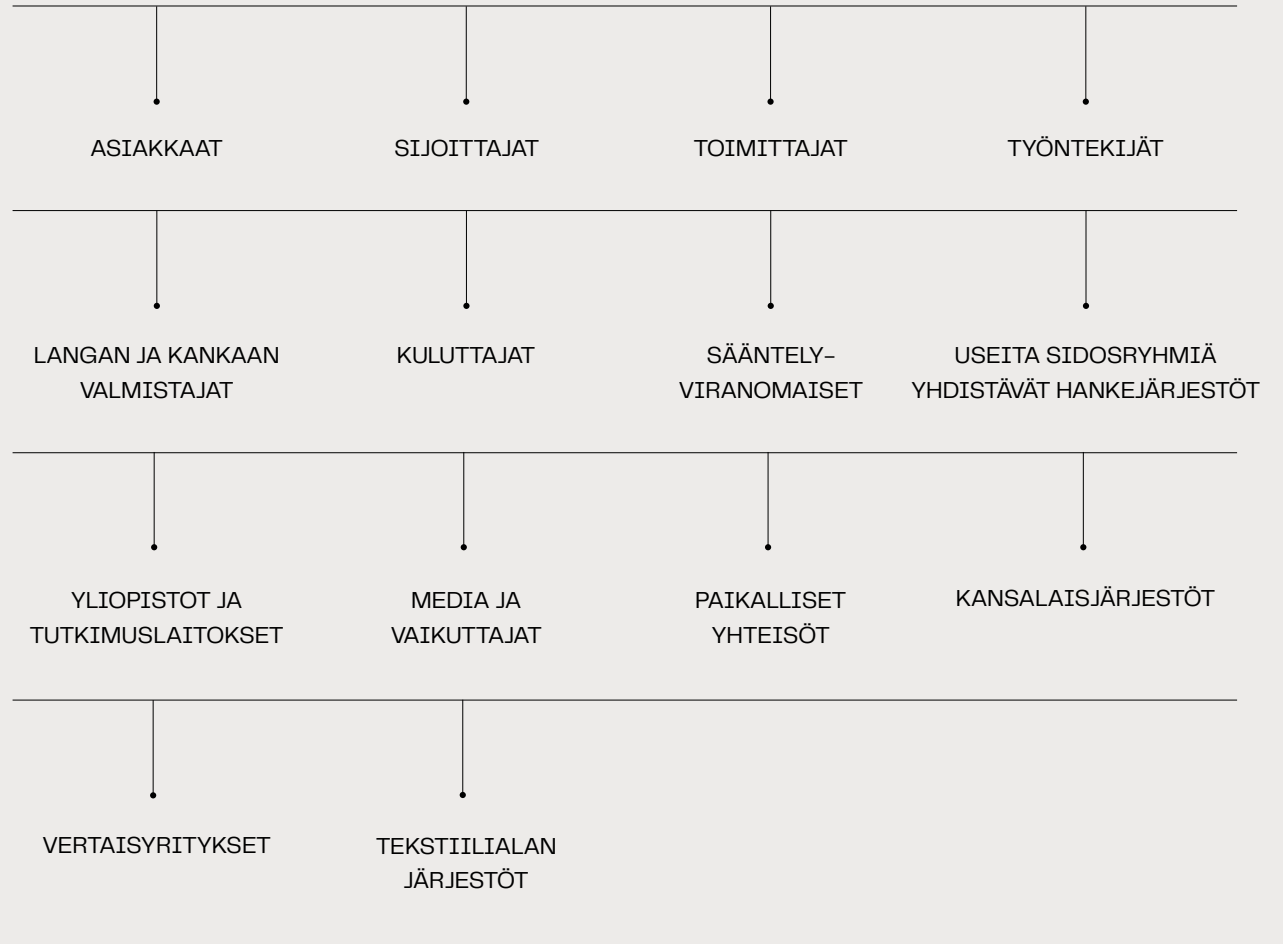 ASIAKKAAT
SIJOITTAJAT
TOIMITTAJAT
TYÖNTEKIJÄT
LANGAN JA KANKAAN
VALMISTAJAT
KULUTTAJAT
SÄÄNTELY–
VIRANOMAISET
USEITA SIDOSRYHMIÄ
YHDISTÄVÄT HANKEJÄRJESTÖT
YLIOPISTOT JA
TUTKIMUSLAITOKSET
MEDIA JA
VAIKUTTAJAT
PAIKALLISET
YHTEISÖT
KANSALAISJÄRJESTÖT
VERTAISYRITYKSET
TEKSTIILIALAN
JÄRJESTÖT